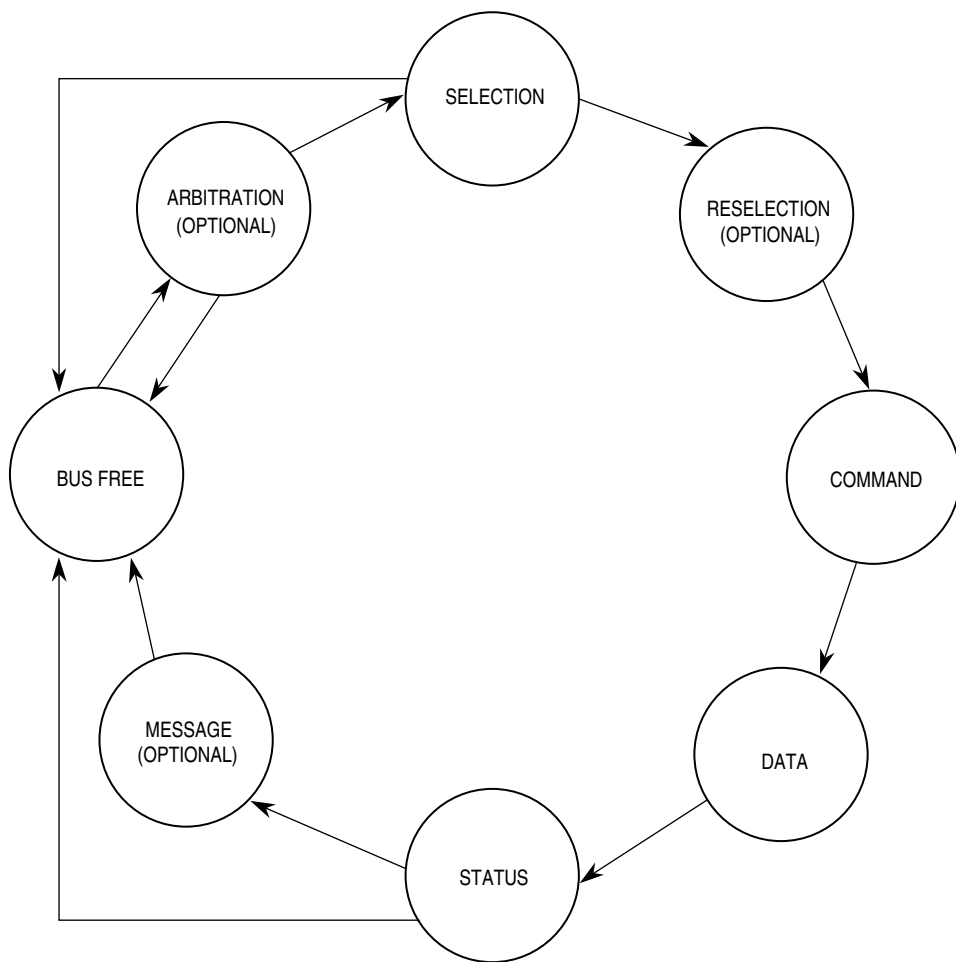 SELECTION
ARBITRATION
(OPTIONAL)
RESELECTION
(OPTIONAL)
BUS FREE
COMMAND
MESSAGE
(OPTIONAL)
DATA
STATUS